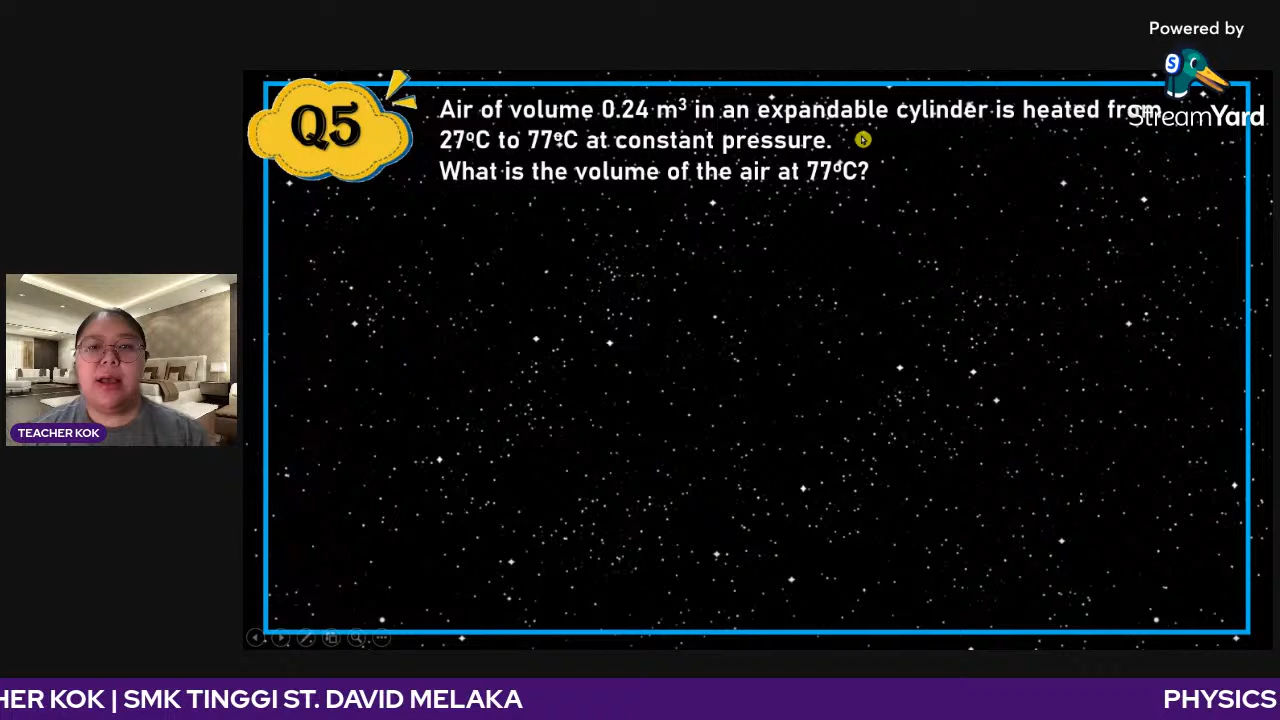 Powered by
S
StreamYard
Q5
Air of volume 0.24 m³ in an expandable cylinder is heated from
27ºC to 77ºC at constant pressure.
What is the volume of the air at 77ºC?
TEACHER KOK
HER KOK | SMK TINGGI ST. DAVID MELAKA
PHYSICS